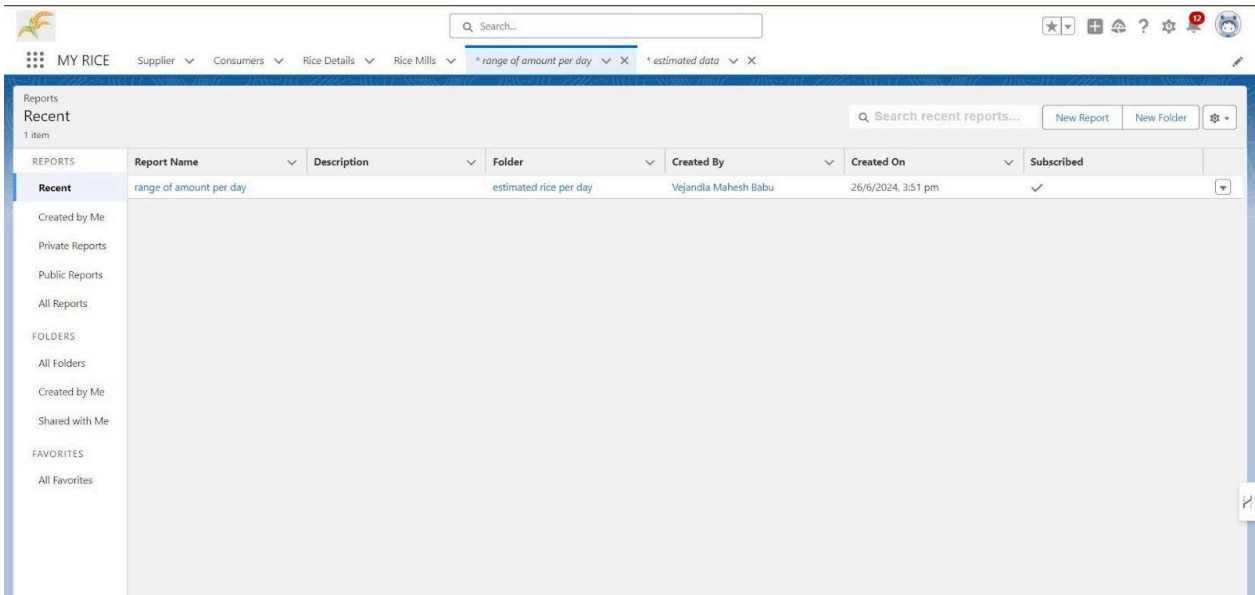 Search...
12
MY RICE Supplier Consumers Rice Details Rice Mills * range of amount per day * estimated data
Reports
Recent
1 item
Search recent reports...
New Report New Folder
REPORTS
Recent
Created by Me
Private Reports
Public Reports
All Reports
FOLDERS
All Folders
Created by Me
Shared with Me
FAVORITES
All Favorites
Report Name Description Folder Created By Created On Subscribed
range of amount per day estimated rice per day Vejandla Mahesh Babu 26/6/2024, 3:51 pm